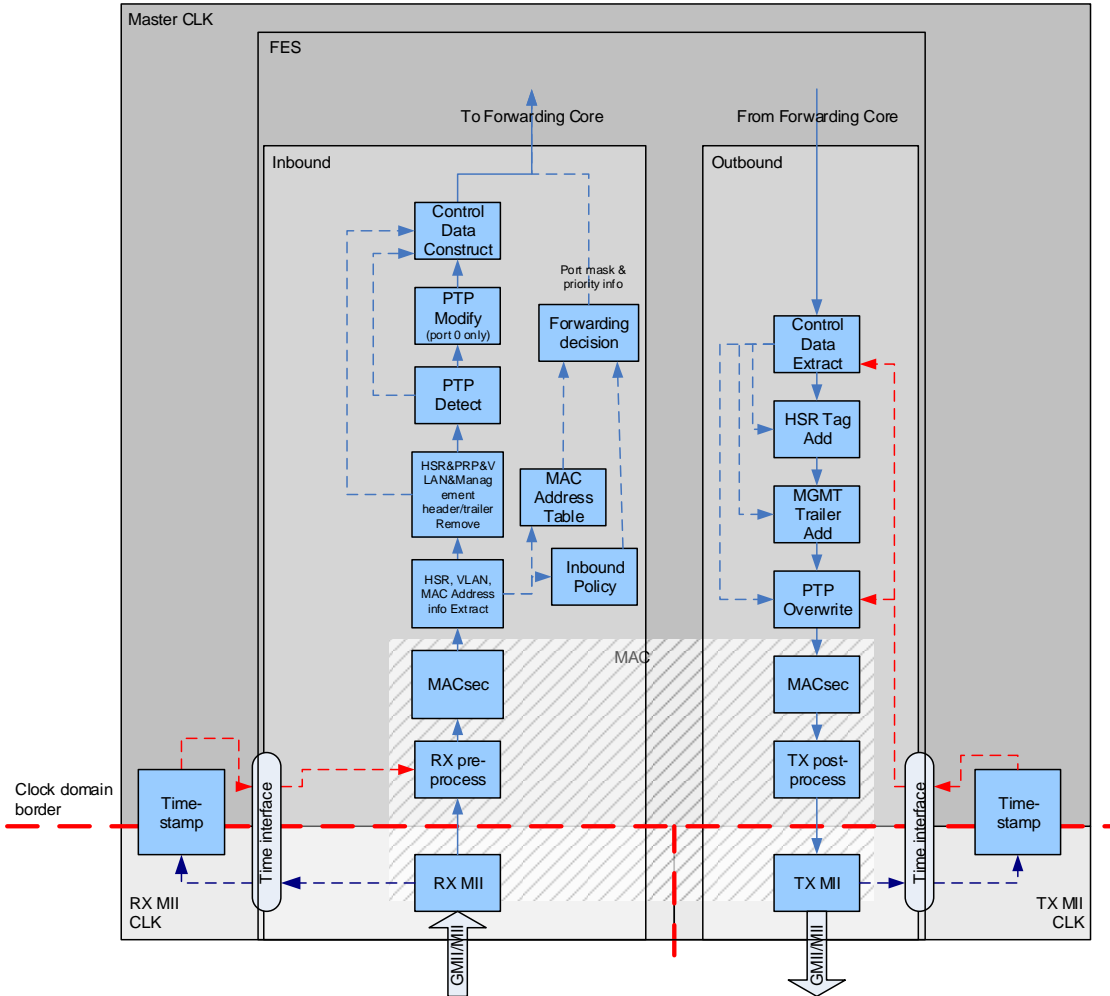 Master CLK
FES
To Forwarding Core
From Forwarding Core
Inbound
Outbound
Control
Data
Construct
Port mask &
priority info
PTP
Modify
(port 0 only)
Forwarding
decision
Control
Data
Extract
PTP
Detect
HSR Tag
Add
HSR&PRP&V
LAN&Manag
ement
header/trailer
Remove
MAC
Address
Table
MGMT
Trailer
Add
HSR, VLAN,
MAC Address
info Extract
Inbound
Policy
PTP
Overwrite
MAC
MACsec
MACsec
RX pre-
process
TX post-
process
Clock domain
border
Time-
stamp
Time interface
Time interface
Time-
stamp
RX MII
TX MII
RX MII
CLK
TX MII
CLK
GMII/MII
GMII/MII